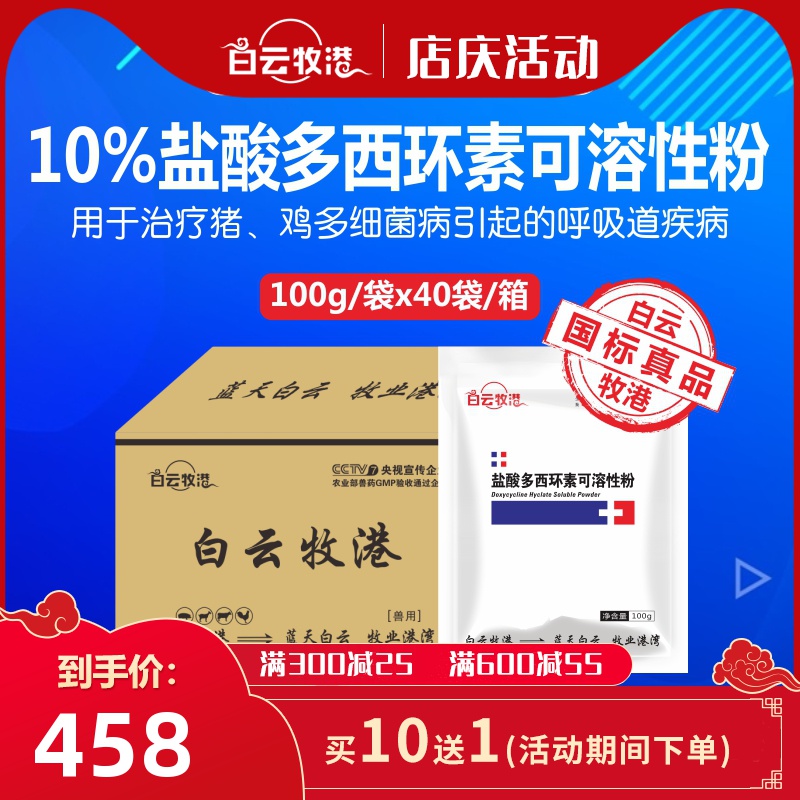 白云牧港 店庆活动
10%盐酸多西环素可溶性粉
用于治疗猪、鸡多细菌病引起的呼吸道疾病
100g/袋x40袋/箱
白云
国标真品
牧港
蓝天白云 牧业港
白云牧港
CCTV7央视宣传企
农业部兽药GMP验收通过企
白云牧港
[兽用]
港 蓝天白云 牧业港湾
白云牧港
盐酸多西环素可溶性粉
Doxycycline Hyclate Soluble Powder
净含量 100g
白云牧港 蓝天白云 牧业港湾
到手价:
458
满300减25 满600减55
买10送1(活动期间下单)